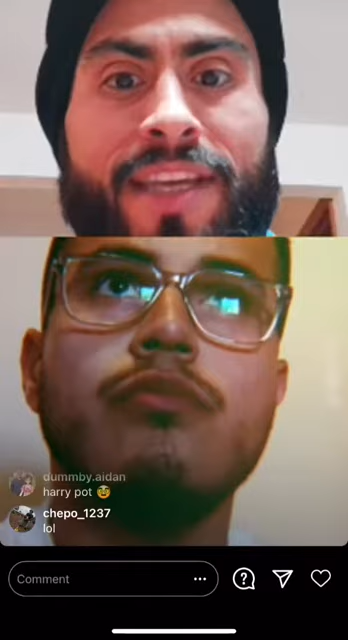 dummby.aidan
harry pot 🥸
chepo_1237
lol
Comment